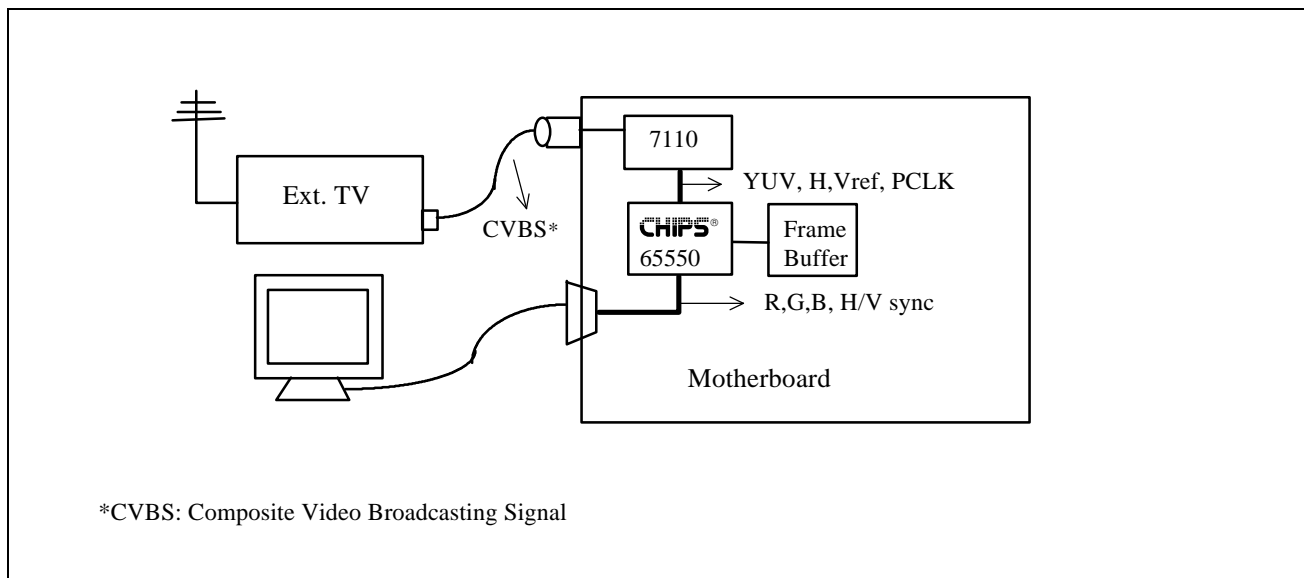 7110
Ext. TV
YUV, H,Vref, PCLK
CVBS*
CHIPS®
65550
Frame
Buffer
R,G,B, H/V sync
Motherboard
*CVBS: Composite Video Broadcasting Signal